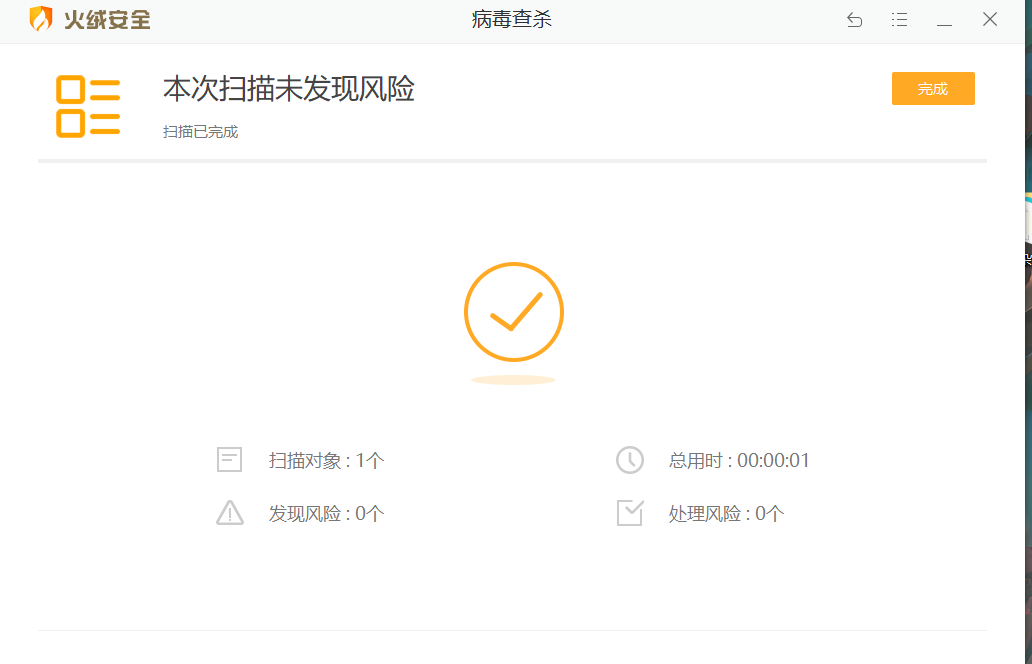 火绒安全
病毒查杀
本次扫描未发现风险
完成
扫描已完成
扫描对象 : 1个
总用时 : 00:00:01
发现风险 : 0个
处理风险 : 0个